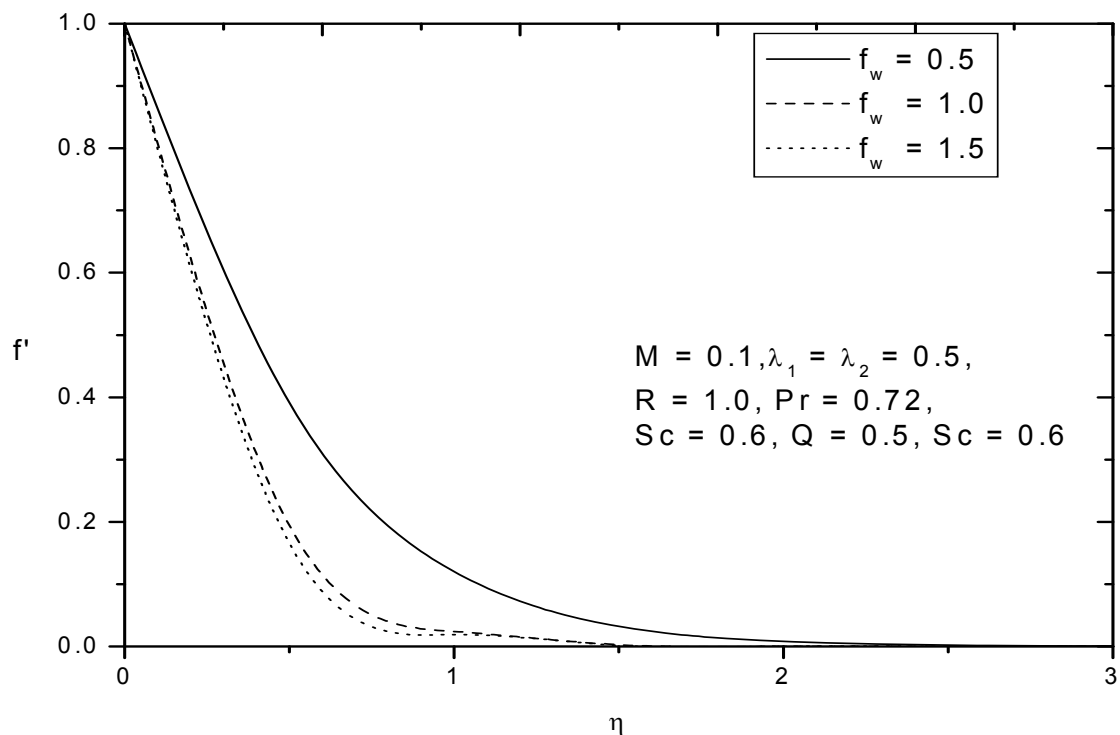 1.0
0.8
0.6
0.4
0.2
0.0
f'
0
1
2
3
η
f_w = 0.5
f_w = 1.0
f_w = 1.5
M = 0.1,λ_1 = λ_2 = 0.5,
R = 1.0, Pr = 0.72,
Sc = 0.6, Q = 0.5, Sc = 0.6